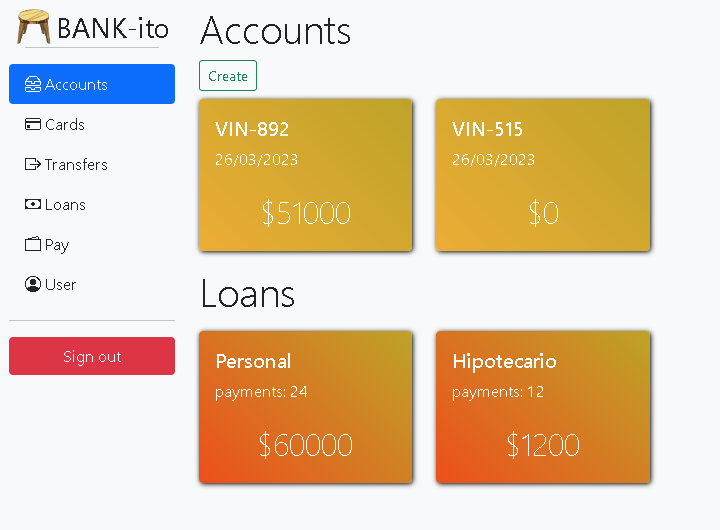 BANK-ito
Accounts
Cards
Transfers
Loans
Pay
User
Sign out
Accounts
Create
VIN-892
26/03/2023
$51000
VIN-515
26/03/2023
$0
Loans
Personal
payments: 24
$60000
Hipotecario
payments: 12
$1200